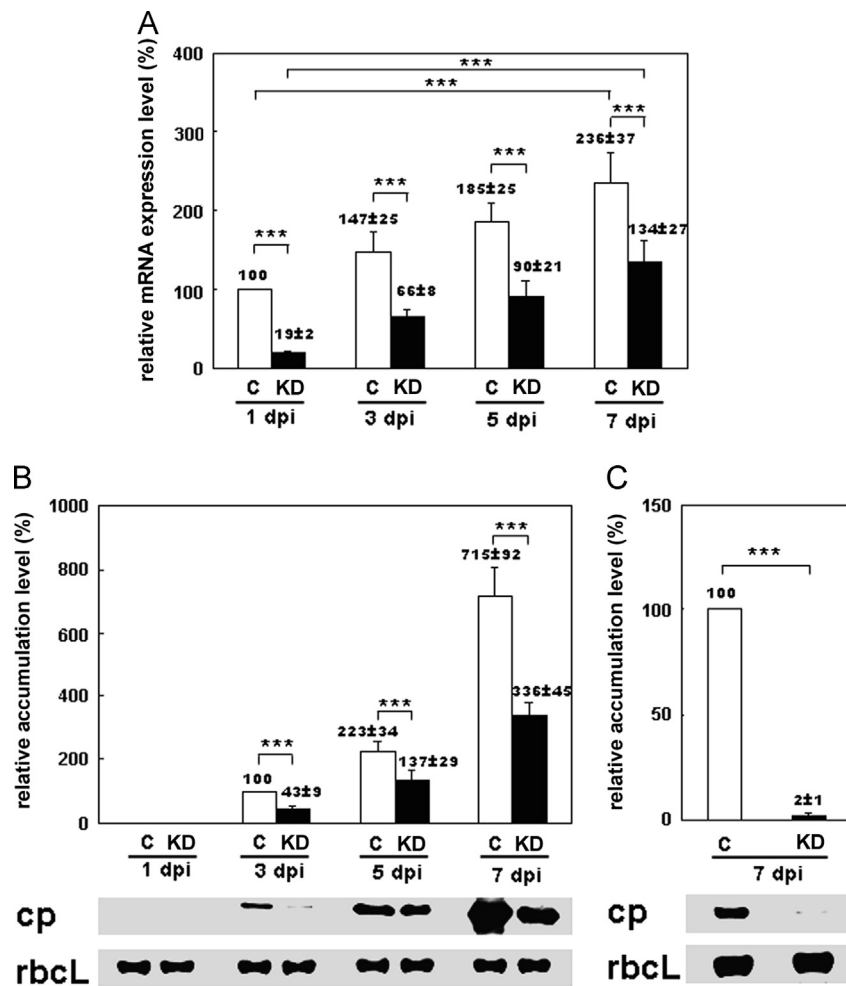 A
relative mRNA expression level (%)
400
300
200
100
0
***
***
***
***
***
***
100
19±2
147±25
66±8
185±25
90±21
236±37
134±27
C KD C KD C KD C KD
1 dpi 3 dpi 5 dpi 7 dpi
B
relative accumulation level (%)
1000
800
600
400
200
0
***
***
***
100
43±9
223±34
137±29
715±92
336±45
C KD C KD C KD C KD
1 dpi 3 dpi 5 dpi 7 dpi
cp
rbcL
C
relative accumulation level (%)
150
100
50
0
***
100
2±1
C KD
7 dpi
cp
rbcL